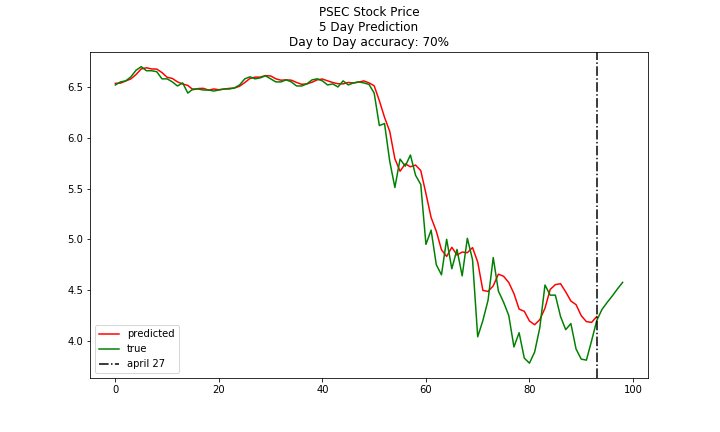 PSEC Stock Price
5 Day Prediction
Day to Day accuracy: 70%
6.5
6.0
5.5
5.0
4.5
4.0
predicted
true
april 27
0
20
40
60
80
100